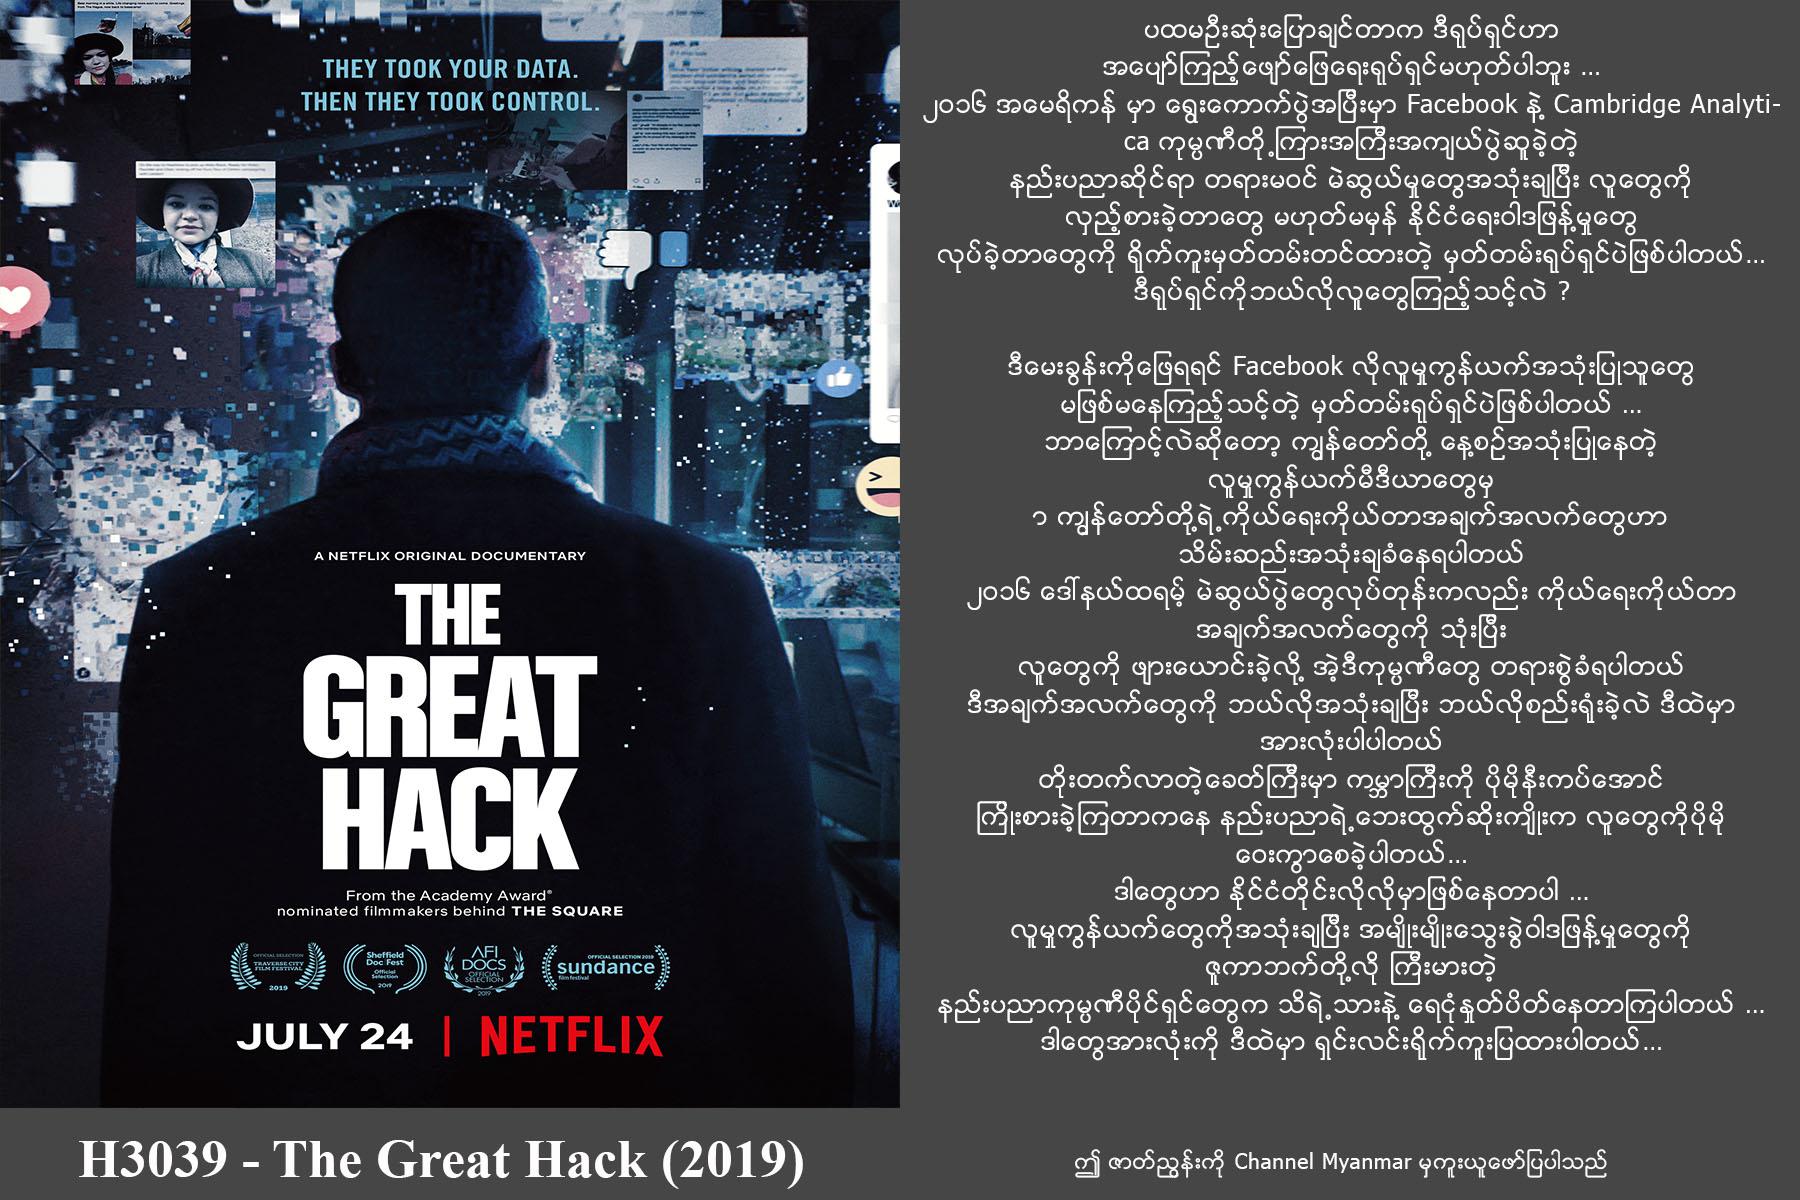 THEY TOOK YOUR DATA.
THEN THEY TOOK CONTROL.
A NETFLIX ORIGINAL DOCUMENTARY
THE
GREAT
HACK
From the Academy Award®
nominated filmmakers behind THE SQUARE
OFFICIAL SELECTION
TRAVERSE CITY
FILM FESTIVAL
2019
Sheffield
Doc Fest
Official
Selection
2019
AFI
DOCS
OFFICIAL
SELECTION
2019
OFFICIAL SELECTION 2019
sundance
film festival
JULY 24 | NETFLIX
H3039 - The Great Hack (2019)
ပထမဦးဆုံးပြောချင်တာက ဒီရုပ်ရှင်ဟာ
အပျော်ကြည့်ဖျော်ဖြေရေးရုပ်ရှင်မဟုတ်ပါဘူး ...
၂၀၁၆ အမေရိကန် မှာ ရွေးကောက်ပွဲအပြီးမှာ Facebook နဲ့ Cambridge Analyti-
ca ကုမ္ပဏီတို့ကြားအကြီးအကျယ်ပွဲဆူခဲ့တဲ့
နည်းပညာဆိုင်ရာ တရားမဝင် မဲဆွယ်မှုတွေအသုံးချပြီး လူတွေကို
လှည့်စားခဲ့တာတွေ မဟုတ်မမှန် နိုင်ငံရေးဝါဒဖြန့်မှုတွေ
လုပ်ခဲ့တာတွေကို ရိုက်ကူးမှတ်တမ်းတင်ထားတဲ့ မှတ်တမ်းရုပ်ရှင်ပဲဖြစ်ပါတယ်...
ဒီရုပ်ရှင်ကိုဘယ်လိုလူတွေကြည့်သင့်လဲ ?
ဒီမေးခွန်းကိုဖြေရရင် Facebook လိုလူမှုကွန်ယက်အသုံးပြုသူတွေ
မဖြစ်မနေကြည့်သင့်တဲ့ မှတ်တမ်းရုပ်ရှင်ပဲဖြစ်ပါတယ် ...
ဘာကြောင့်လဲဆိုတော့ ကျွန်တော်တို့ နေ့စဉ်အသုံးပြုနေတဲ့
လူမှုကွန်ယက်မီဒီယာတွေမှ
ာ ကျွန်တော်တို့ရဲ့ကိုယ်ရေးကိုယ်တာအချက်အလက်တွေဟာ
သိမ်းဆည်းအသုံးချခံနေရပါတယ်
၂၀၁၆ ဒေါ်နယ်ထရမ့် မဲဆွယ်ပွဲတွေလုပ်တုန်းကလည်း ကိုယ်ရေးကိုယ်တာ
အချက်အလက်တွေကို သုံးပြီး
လူတွေကို ဖျားယောင်းခဲ့လို့ အဲ့ဒီကုမ္ပဏီတွေ တရားစွဲခံရပါတယ်
ဒီအချက်အလက်တွေကို ဘယ်လိုအသုံးချပြီး ဘယ်လိုစည်းရုံးခဲ့လဲ ဒီထဲမှာ
အားလုံးပါပါတယ်
တိုးတက်လာတဲ့ခေတ်ကြီးမှာ ကမ္ဘာကြီးကို ပိုမိုနီးကပ်အောင်
ကြိုးစားခဲ့ကြတာကနေ နည်းပညာရဲ့ဘေးထွက်ဆိုးကျိုးက လူတွေကိုပိုမို
ဝေးကွာစေခဲ့ပါတယ်...
ဒါတွေဟာ နိုင်ငံတိုင်းလိုလိုမှာဖြစ်နေတာပါ ...
လူမှုကွန်ယက်တွေကိုအသုံးချပြီး အမျိုးမျိုးသွေးခွဲဝါဒဖြန့်မှုတွေကို
ဇူကာဘက်တို့လို ကြီးမားတဲ့
နည်းပညာကုမ္ပဏီပိုင်ရှင်တွေက သိရဲ့သားနဲ့ ရေငုံနှုတ်ပိတ်နေတာကြပါတယ် ...
ဒါတွေအားလုံးကို ဒီထဲမှာ ရှင်းလင်းရိုက်ကူးပြထားပါတယ်...
ဤ ဇာတ်ညွှန်းကို Channel Myanmar မှကူးယူဖော်ပြပါသည်